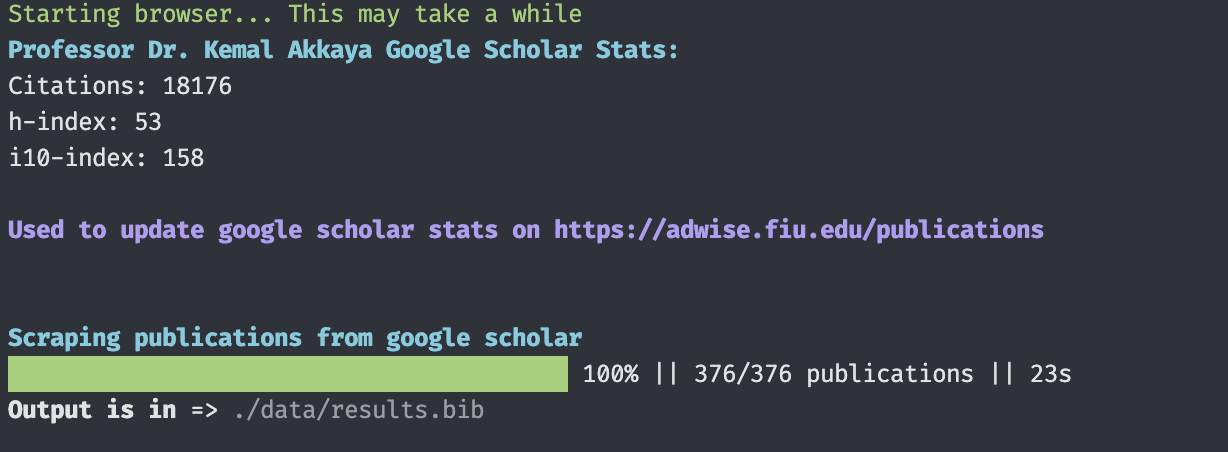 Starting browser... This may take a while
Professor Dr. Kemal Akkaya Google Scholar Stats:
Citations: 18176
h-index: 53
i10-index: 158
Used to update google scholar stats on https://adwise.fiu.edu/publications
Scraping publications from google scholar
100% || 376/376 publications || 23s
Output is in => ./data/results.bib